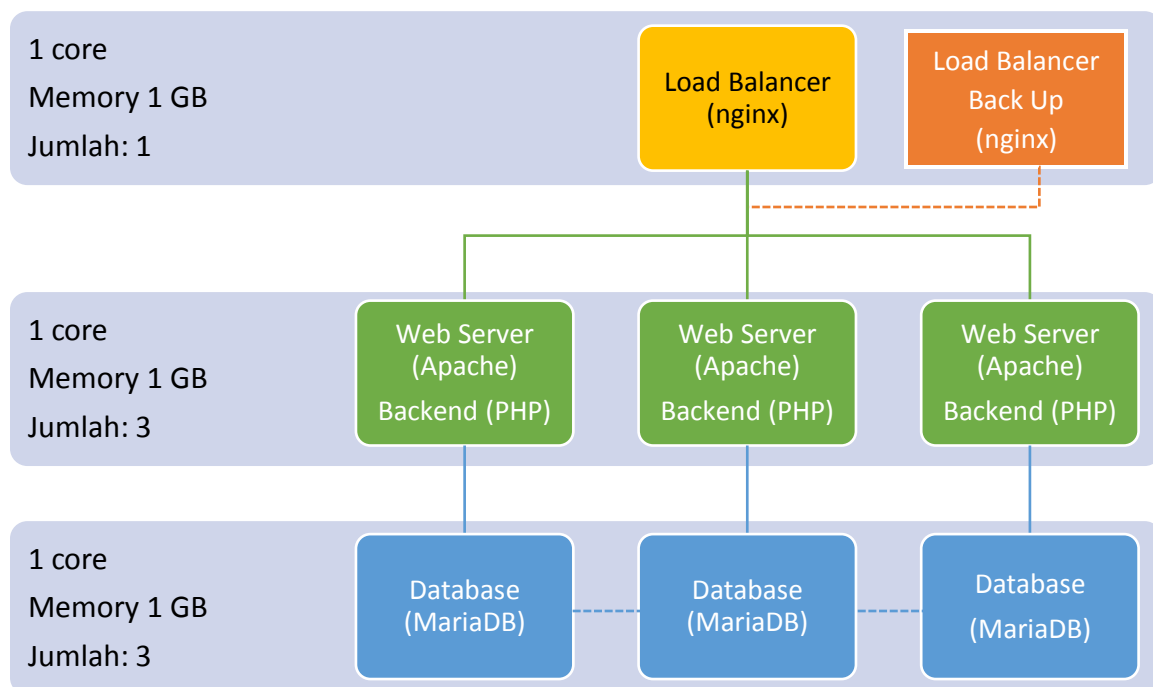 1 core
Memory 1 GB
Jumlah: 1
Load Balancer
(nginx)
Load Balancer
Back Up
(nginx)
1 core
Memory 1 GB
Jumlah: 3
Web Server
(Apache)
Backend (PHP)
Web Server
(Apache)
Backend (PHP)
Web Server
(Apache)
Backend (PHP)
1 core
Memory 1 GB
Jumlah: 3
Database
(MariaDB)
Database
(MariaDB)
Database
(MariaDB)